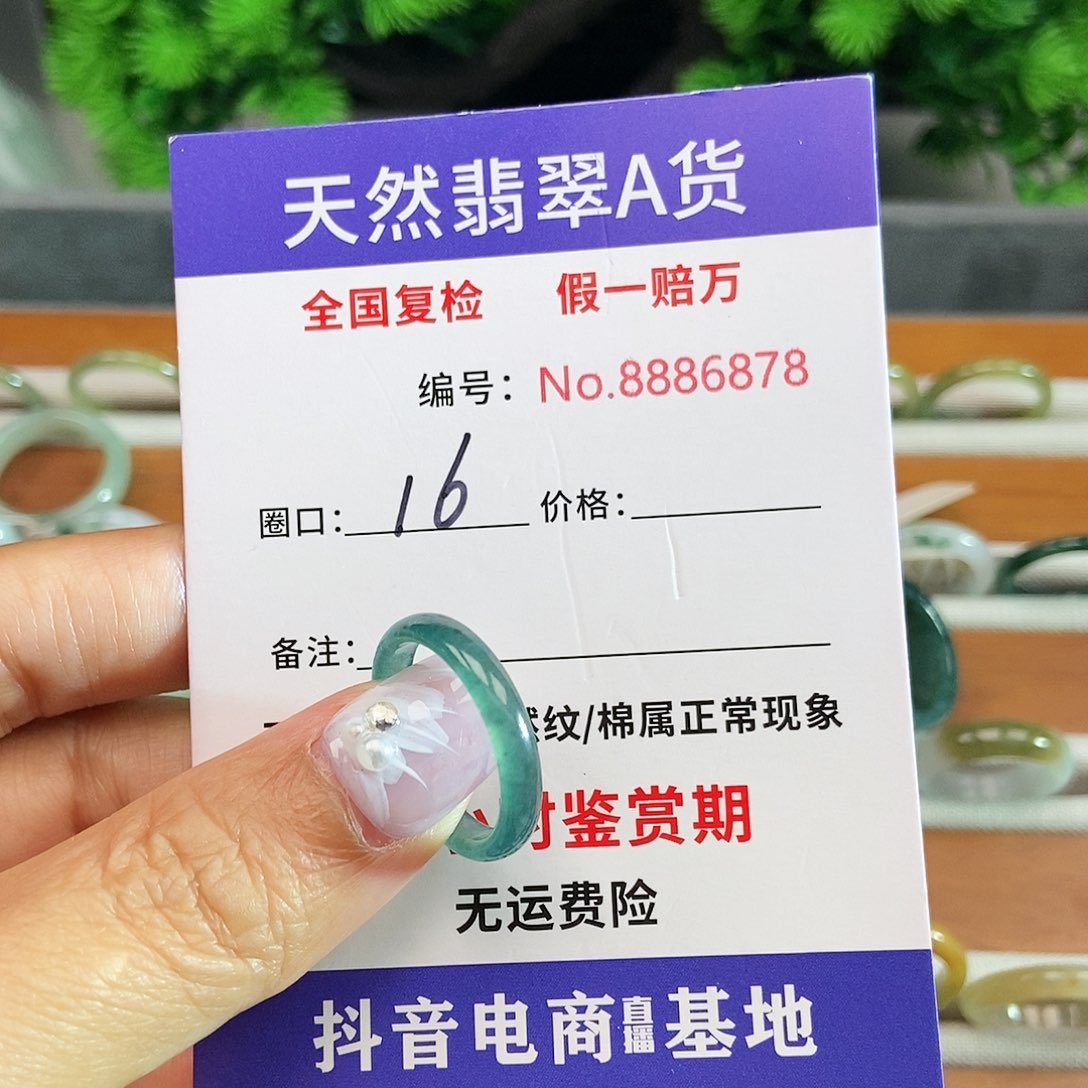 天然翡翠A货
全国复检 假一赔万
编号：No.8886878
圈口：16 价格：
备注：
纹/棉属正常现象
时鉴赏期
无运费险
抖音电商直播基地